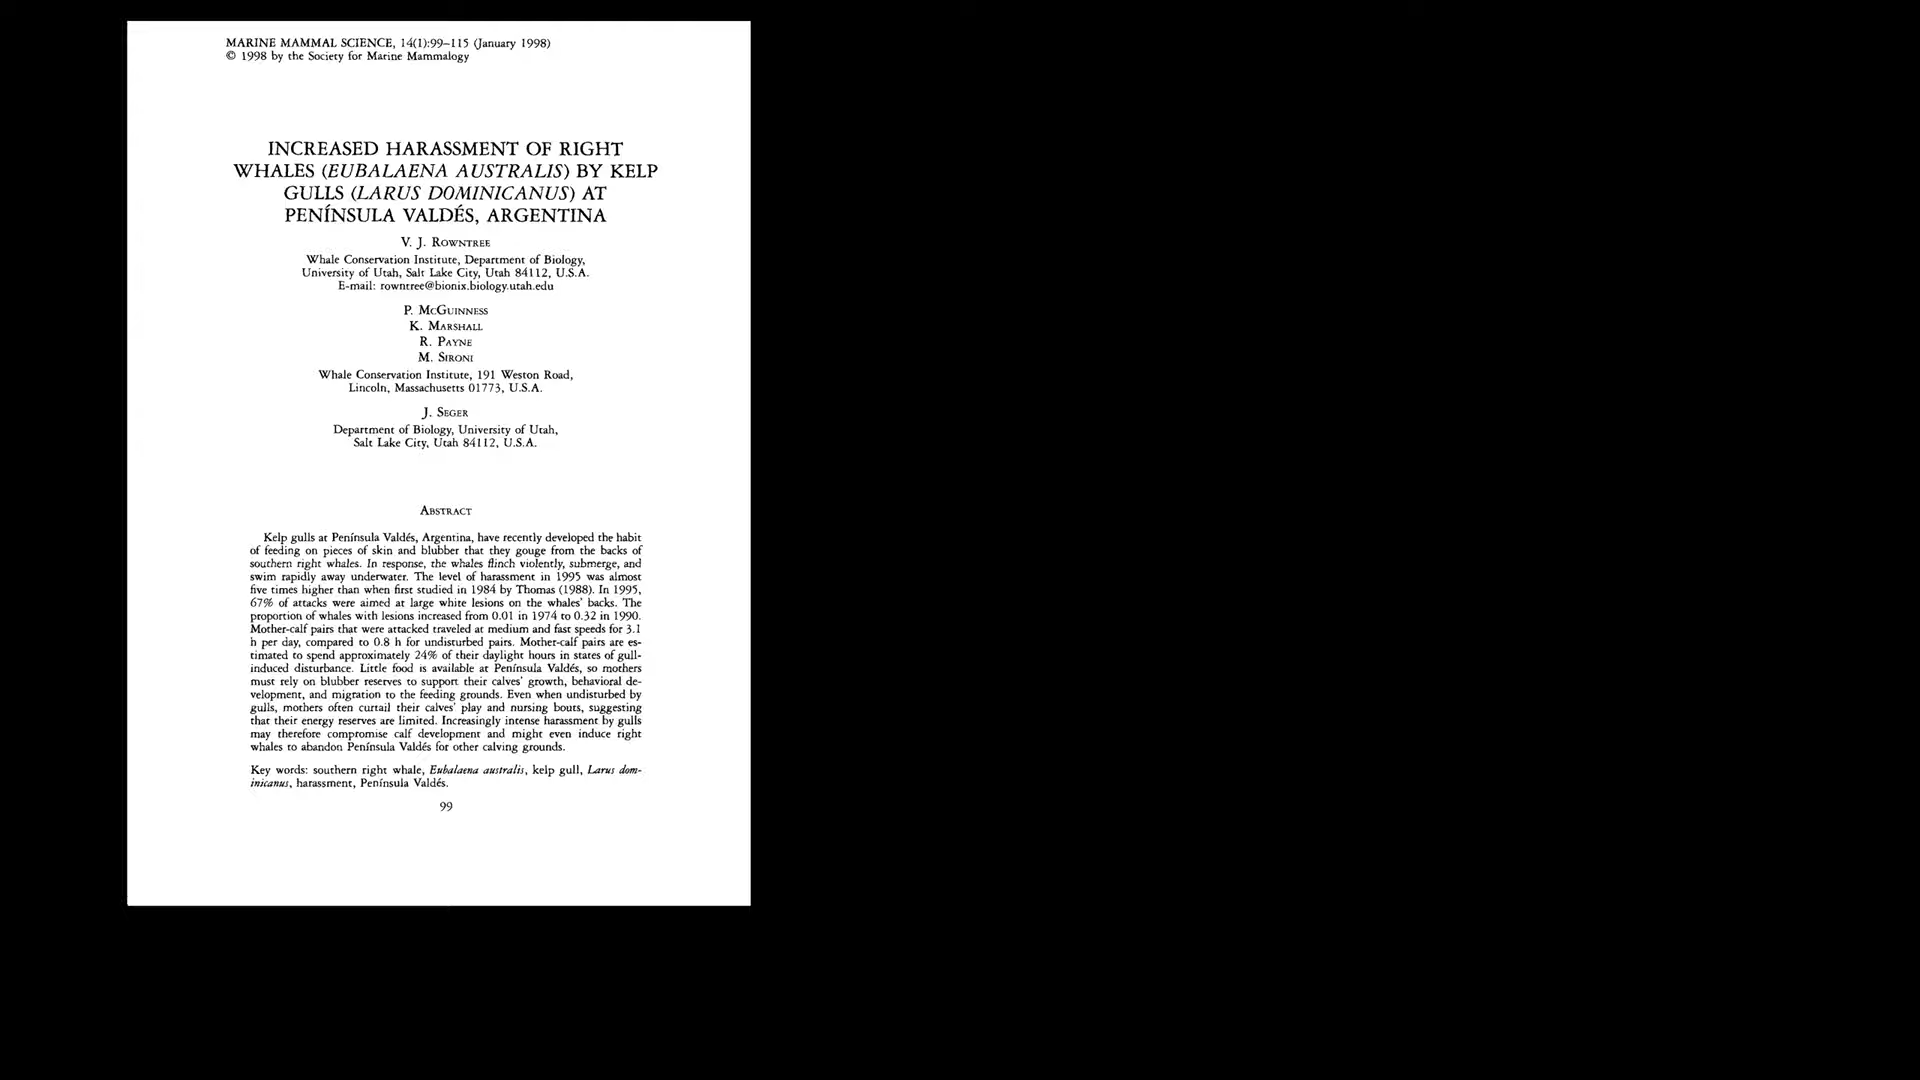 MARINE MAMMAL SCIENCE, 14(1):99–115 (January 1998)
© 1998 by the Society for Marine Mammalogy
INCREASED HARASSMENT OF RIGHT
WHALES (EUBALAENA AUSTRALIS) BY KELP
GULLS (LARUS DOMINICANUS) AT
PENÍNSULA VALDÉS, ARGENTINA
V. J. ROWNTREE
Whale Conservation Institute, Department of Biology,
University of Utah, Salt Lake City, Utah 84112, U.S.A.
E-mail: rowntree@bionix.biology.utah.edu
P. MCGUINNESS
K. MARSHALL
R. PAYNE
M. SIRONI
Whale Conservation Institute, 191 Weston Road,
Lincoln, Massachusetts 01773, U.S.A.
J. SEGER
Department of Biology, University of Utah,
Salt Lake City, Utah 84112, U.S.A.
ABSTRACT
Kelp gulls at Península Valdés, Argentina, have recently developed the habit
of feeding on pieces of skin and blubber that they gouge from the backs of
southern right whales. In response, the whales flinch violently, submerge, and
swim rapidly away underwater. The level of harassment in 1995 was almost
five times higher than when first studied in 1984 by Thomas (1988). In 1995,
67% of attacks were aimed at large white lesions on the whales' backs. The
proportion of whales with lesions increased from 0.01 in 1974 to 0.32 in 1990.
Mother-calf pairs that were attacked traveled at medium and fast speeds for 3.1
h per day, compared to 0.8 h for undisturbed pairs. Mother-calf pairs are es-
timated to spend approximately 24% of their daylight hours in states of gull-
induced disturbance. Little food is available at Península Valdés, so mothers
must rely on blubber reserves to support their calves' growth, behavioral de-
velopment, and migration to the feeding grounds. Even when undisturbed by
gulls, mothers often curtail their calves' play and nursing bouts, suggesting
that their energy reserves are limited. Increasingly intense harassment by gulls
may therefore compromise calf development and might even induce right
whales to abandon Península Valdés for other calving grounds.
Key words: southern right whale, Eubalaena australis, kelp gull, Larus dom-
inicanus, harassment, Península Valdés.
99